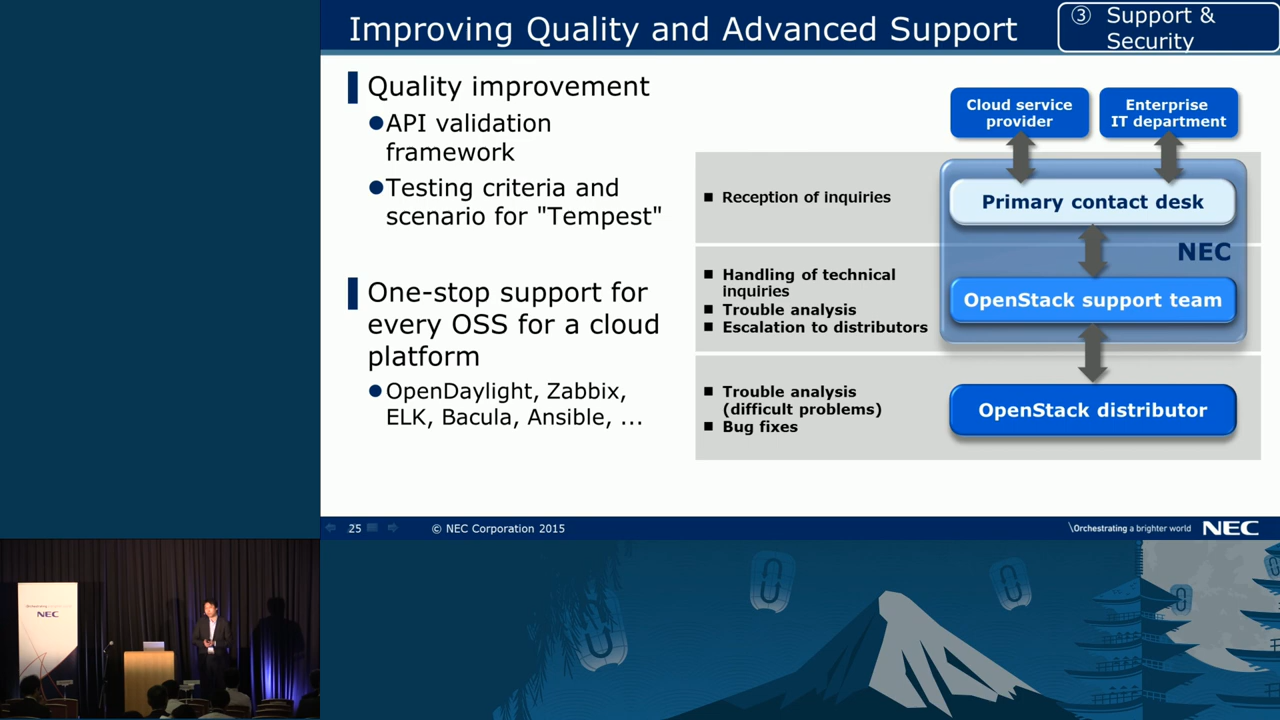 Improving Quality and Advanced Support
③ Support &
Security
Quality improvement
●API validation
framework
●Testing criteria and
scenario for "Tempest"
One-stop support for
every OSS for a cloud
platform
●OpenDaylight, Zabbix,
ELK, Bacula, Ansible, ...
Cloud service
provider
Enterprise
IT department
■ Reception of inquiries
Primary contact desk
NEC
■ Handling of technical
inquiries
■ Trouble analysis
■ Escalation to distributors
OpenStack support team
■ Trouble analysis
(difficult problems)
■ Bug fixes
OpenStack distributor
25
© NEC Corporation 2015
\Orchestrating a brighter world
NEC
NEC